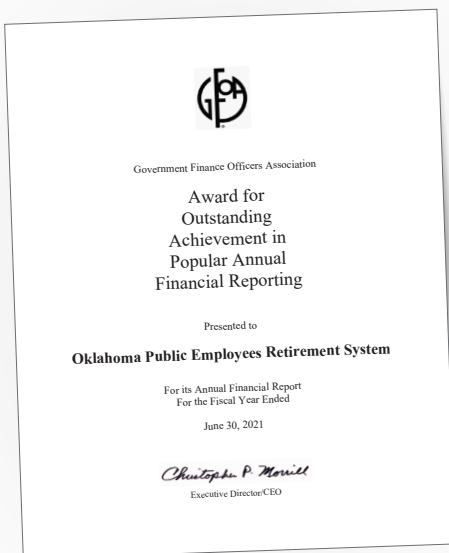 GFOA
Government Finance Officers Association
Award for
Outstanding
Achievement in
Popular Annual
Financial Reporting
Presented to
Oklahoma Public Employees Retirement System
For its Annual Financial Report
For the Fiscal Year Ended
June 30, 2021
Christopher P. Morrill
Executive Director/CEO